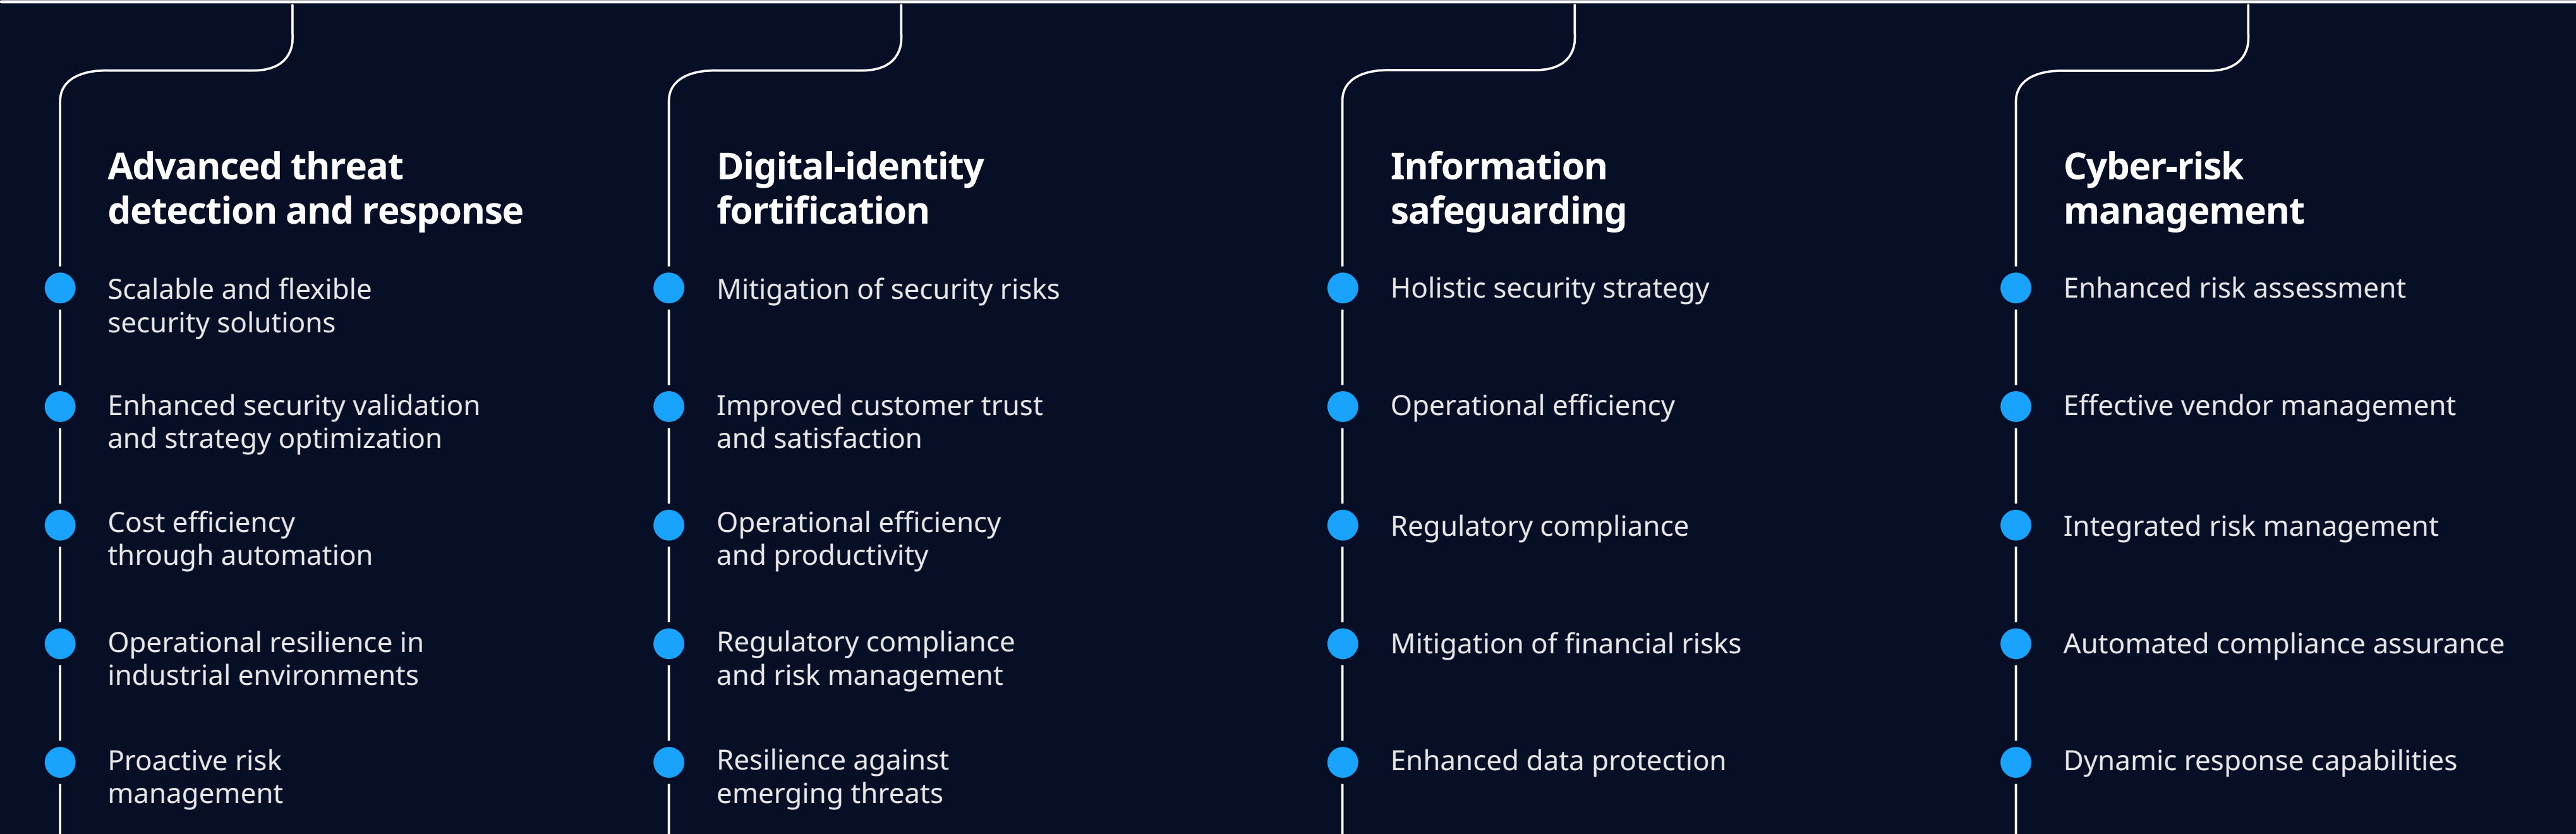 Advanced threat
detection and response
Scalable and flexible
security solutions
Enhanced security validation
and strategy optimization
Cost efficiency
through automation
Operational resilience in
industrial environments
Proactive risk
management
Digital-identity
fortification
Mitigation of security risks
Improved customer trust
and satisfaction
Operational efficiency
and productivity
Regulatory compliance
and risk management
Resilience against
emerging threats
Information
safeguarding
Holistic security strategy
Operational efficiency
Regulatory compliance
Mitigation of financial risks
Enhanced data protection
Cyber-risk
management
Enhanced risk assessment
Effective vendor management
Integrated risk management
Automated compliance assurance
Dynamic response capabilities